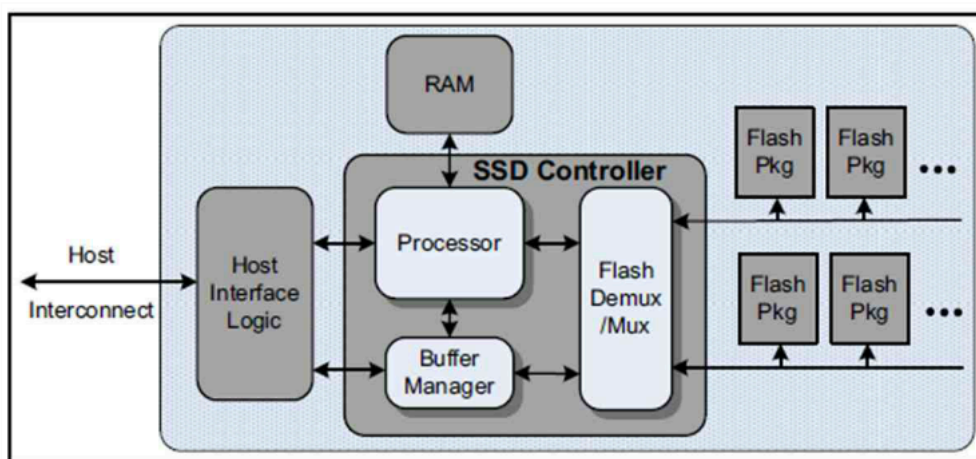 RAM
SSD Controller
Flash
Pkg
Flash
Pkg
Processor
Host
Interconnect
Host
Interface
Logic
Flash
Demux
/Mux
Buffer
Manager
Flash
Pkg
Flash
Pkg